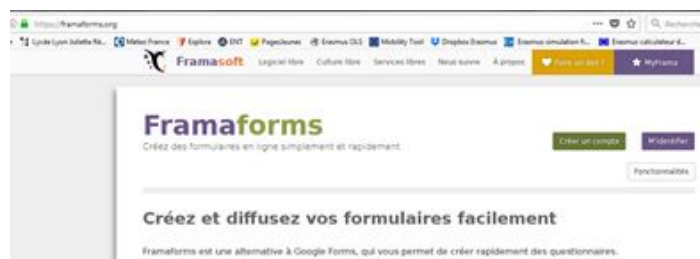 https://framaforms.org
Lycée Lyon Juliette Ré... Météo France Explore ENT PagesJaunes Erasmus OLS Mobility Tool Dropbox Erasmus Erasmus simulation f... Erasmus calculateur d...
Framasoft Logiciel libre Culture libre Services libres Nous suivre À propos Faire un don ! MyFrama
Framaforms
Créez des formulaires en ligne simplement et rapidement
Créer un compte M'identifier
Fonctionnalités
Créez et diffusez vos formulaires facilement
Framaforms est une alternative à Google Forms, qui vous permet de créer rapidement des questionnaires.